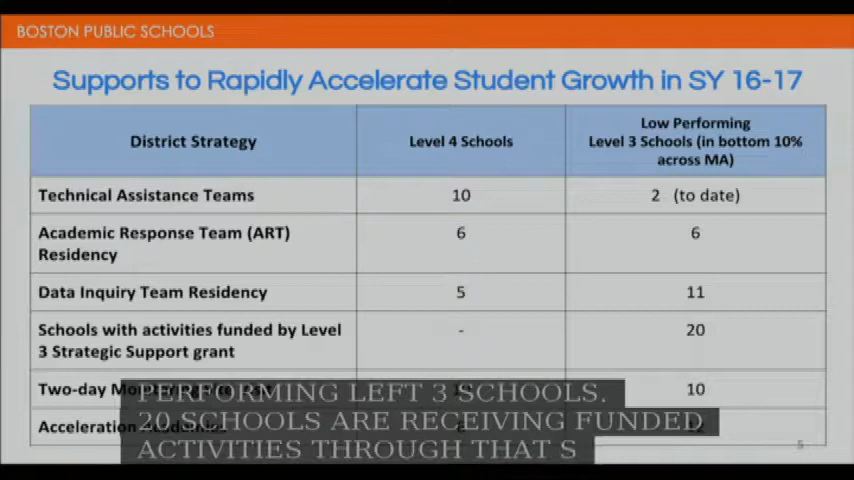 BOSTON PUBLIC SCHOOLS
Supports to Rapidly Accelerate Student Growth in SY 16-17
District Strategy
Level 4 Schools
Low Performing
Level 3 Schools (in bottom 10%
across MA)
Technical Assistance Teams 10 2 (to date)
Academic Response Team (ART)
Residency 6 6
Data Inquiry Team Residency 5 11
Schools with activities funded by Level
3 Strategic Support grant - 20
Two-day 10
Acceleration Academies 12
PERFORMING LEFT 3 SCHOOLS.
20 SCHOOLS ARE RECEIVING FUNDED
ACTIVITIES THROUGH THAT S
5